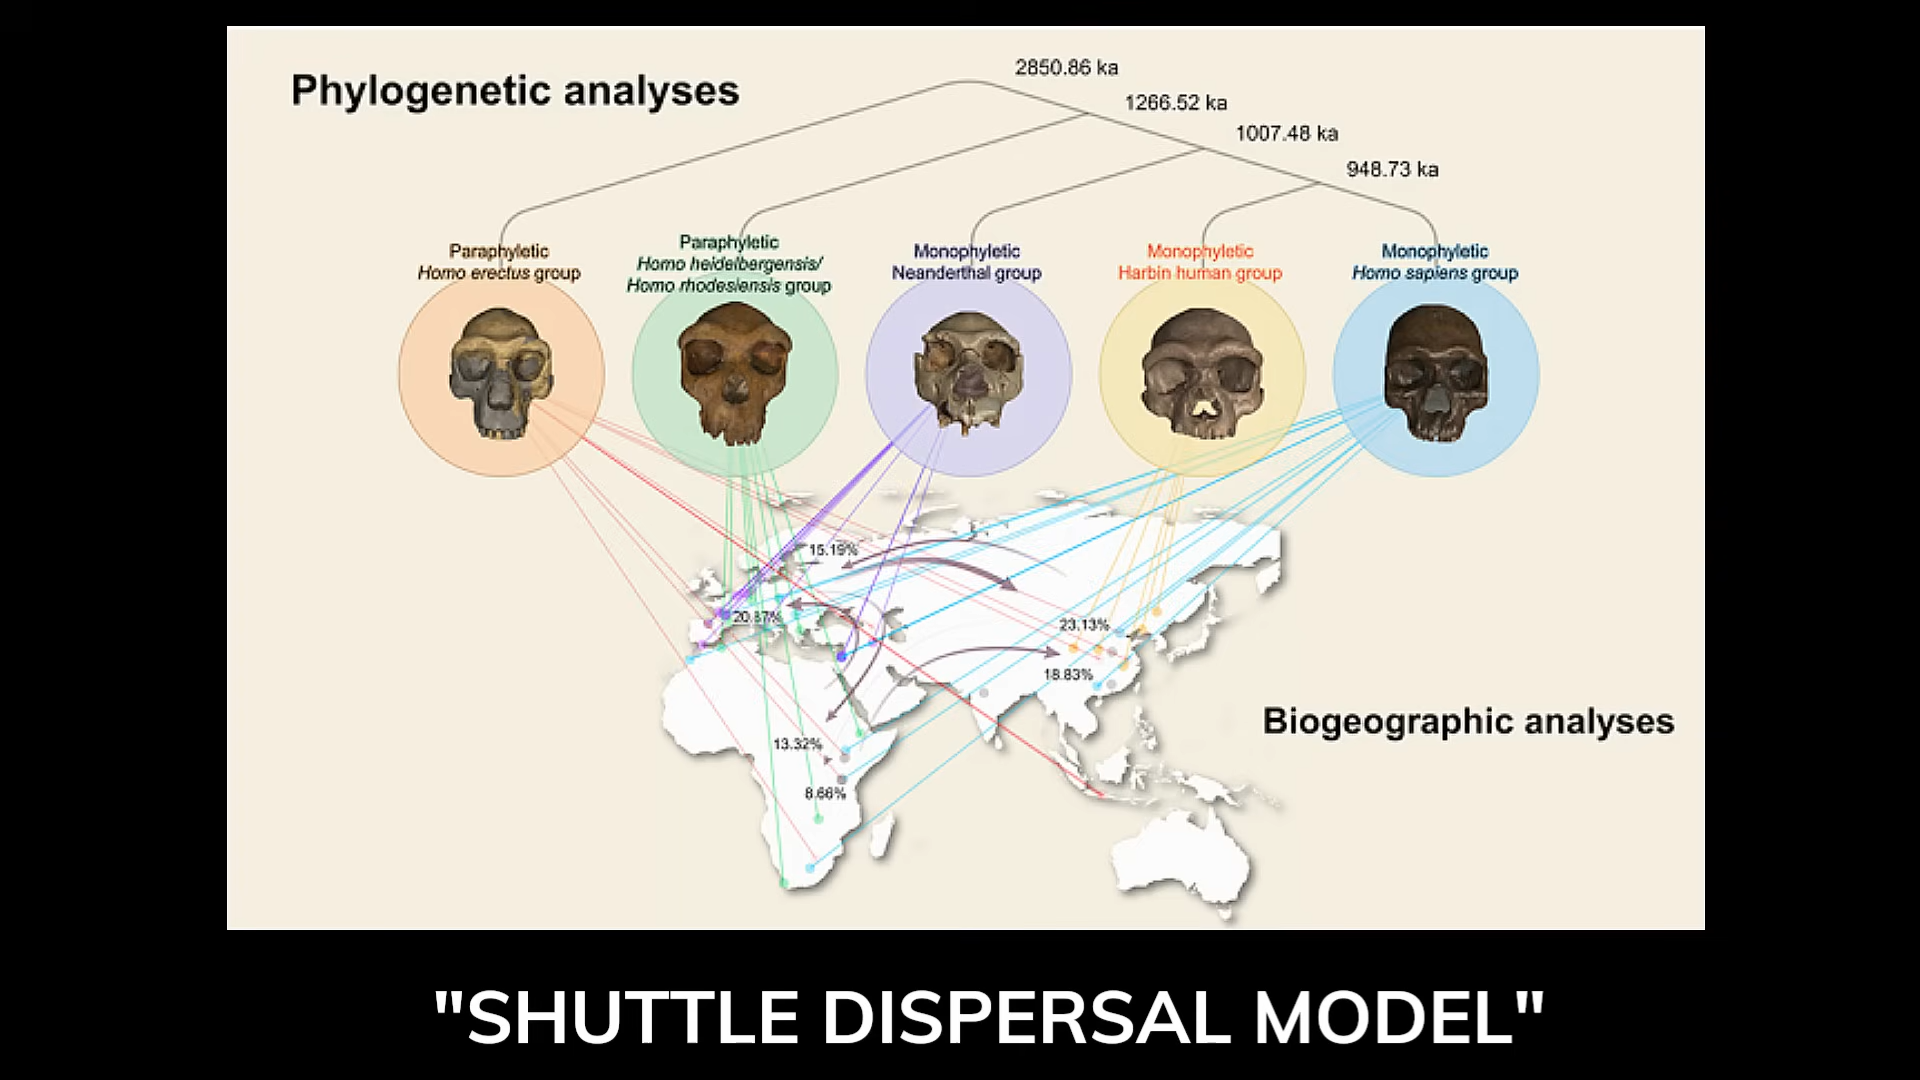 Phylogenetic analyses
2850.86 ka
1266.52 ka
1007.48 ka
948.73 ka
Paraphyletic
Homo erectus group
Paraphyletic
Homo heidelbergensis/
Homo rhodesiensis group
Monophyletic
Neanderthal group
Monophyletic
Harbin human group
Monophyletic
Homo sapiens group
15.19%
20.87%
23.13%
18.83%
13.32%
8.66%
Biogeographic analyses
"SHUTTLE DISPERSAL MODEL"